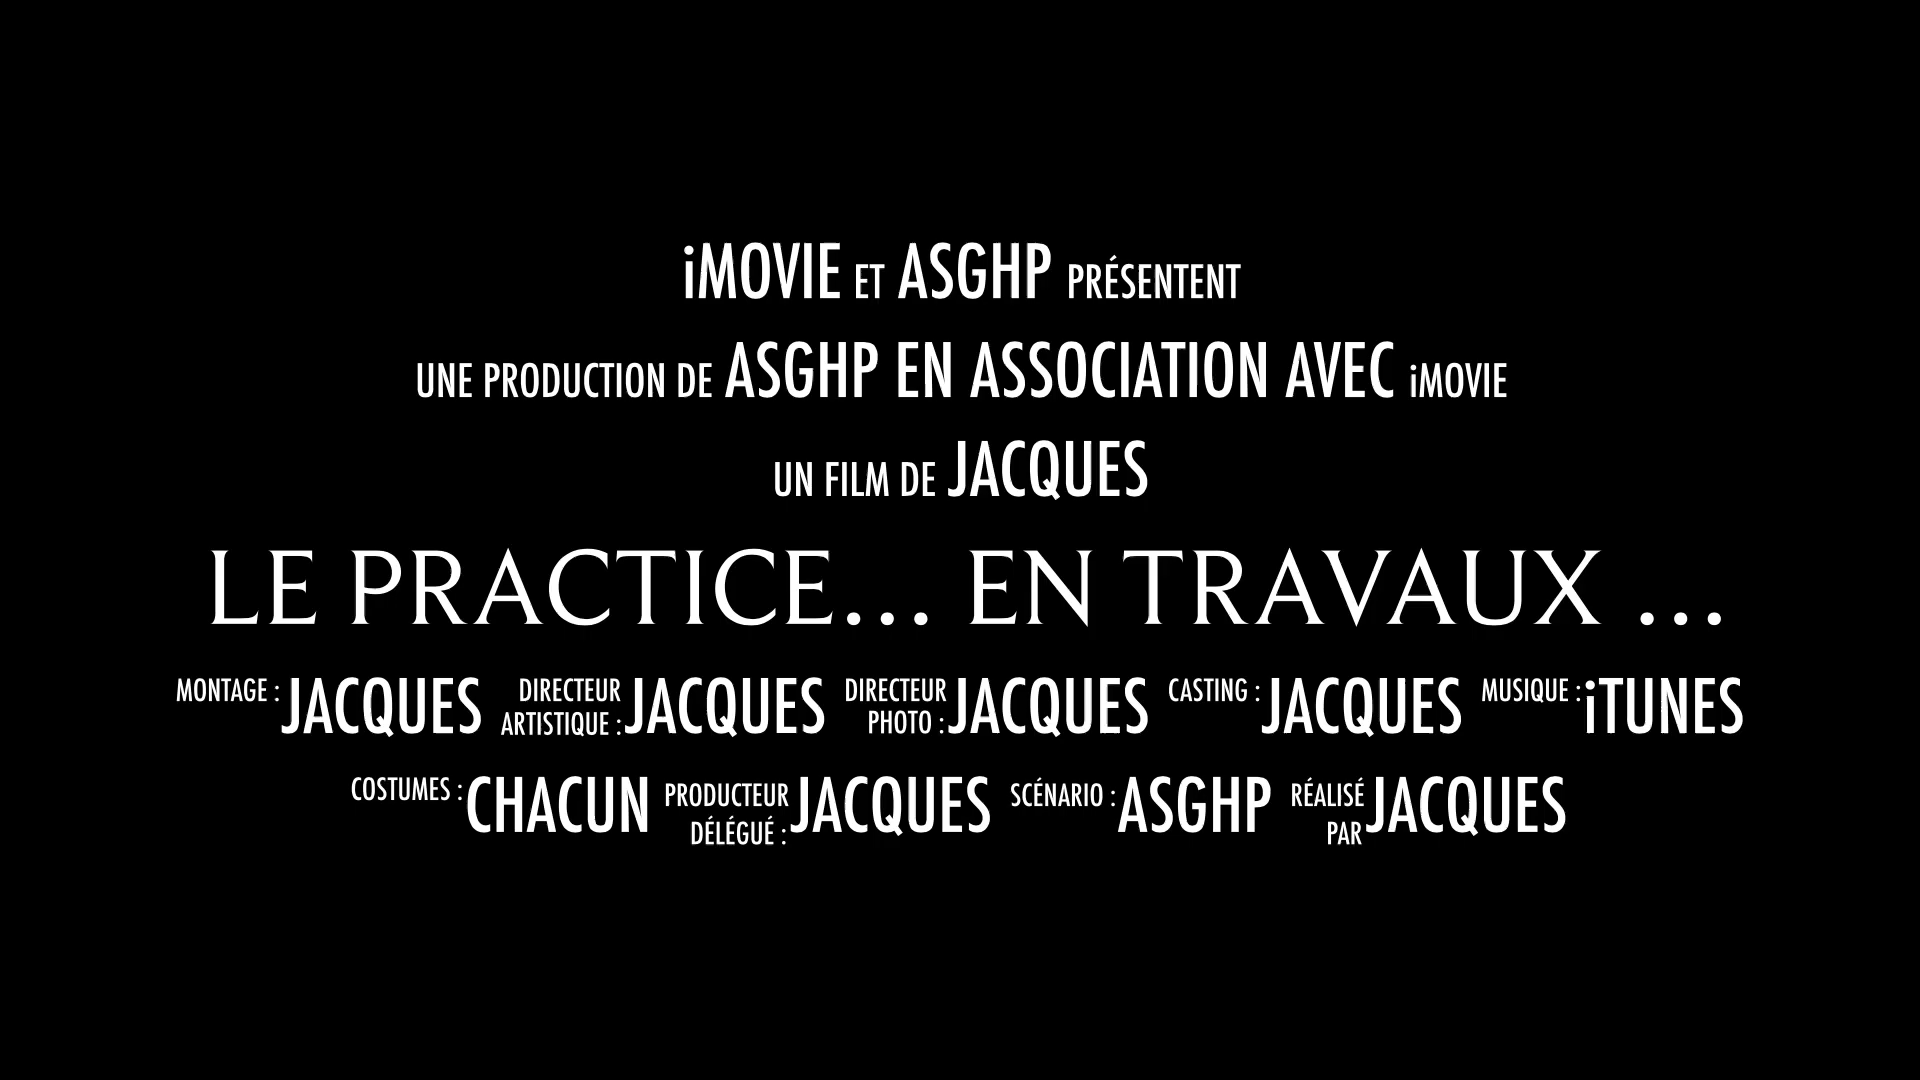 iMOVIE ET ASGHP PRÉSENTENT
UNE PRODUCTION DE ASGHP EN ASSOCIATION AVEC iMOVIE
UN FILM DE JACQUES
LE PRACTICE... EN TRAVAUX ...
MONTAGE : JACQUES DIRECTEUR ARTISTIQUE : JACQUES DIRECTEUR PHOTO : JACQUES CASTING : JACQUES MUSIQUE : iTUNES
COSTUMES : CHACUN PRODUCTEUR DÉLÉGUÉ : JACQUES SCÉNARIO : ASGHP RÉALISÉ PAR JACQUES